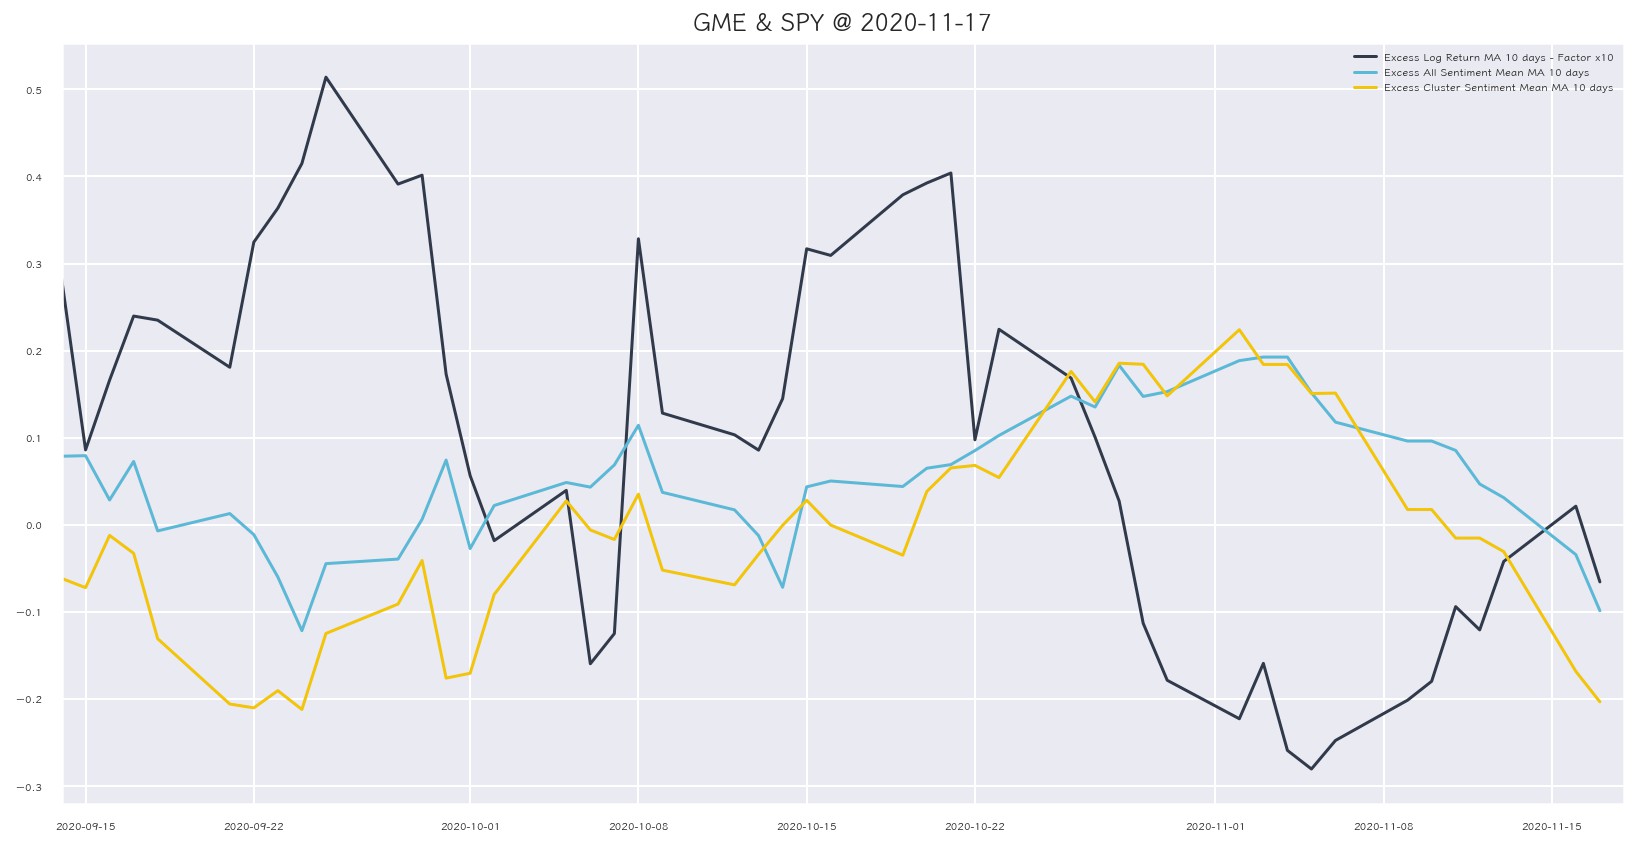 GME & SPY @ 2020-11-17
Excess Log Return MA 10 days - Factor x10
Excess All Sentiment Mean MA 10 days
Excess Cluster Sentiment Mean MA 10 days
0.5
0.4
0.3
0.2
0.1
0.0
−0.1
−0.2
−0.3
2020-09-15 2020-09-22 2020-10-01 2020-10-08 2020-10-15 2020-10-22 2020-11-01 2020-11-08 2020-11-15